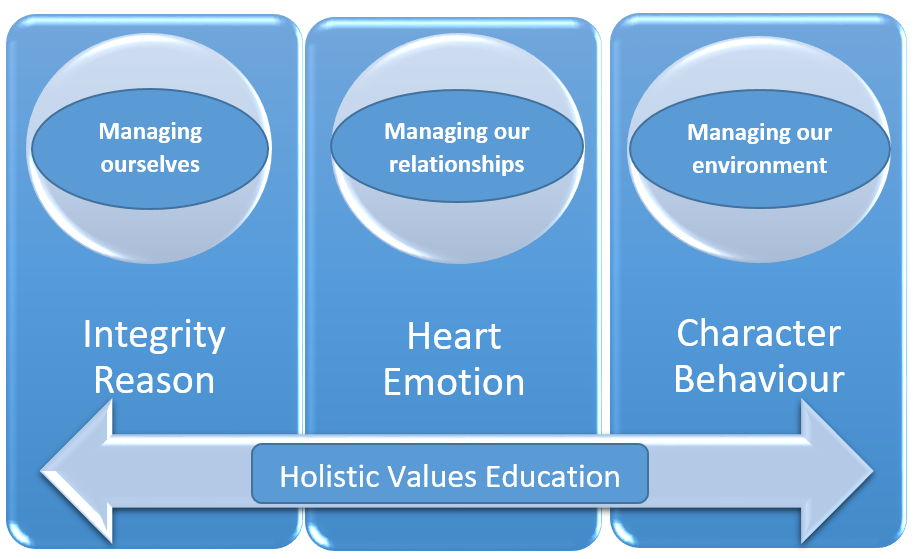 Managing
ourselves
Integrity
Reason
Managing our
relationships
Heart
Emotion
Managing our
environment
Character
Behaviour
Holistic Values Education